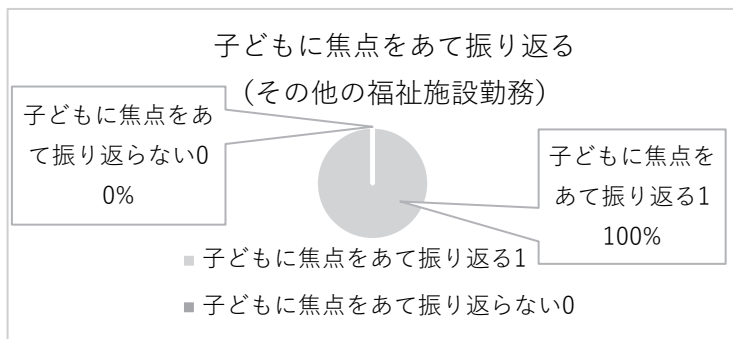 子どもに焦点をあて振り返る
（その他の福祉施設勤務）
子どもに焦点をあ
て振り返らない0
0%
子どもに焦点を
あて振り返る1
100%
子どもに焦点をあて振り返る1
子どもに焦点をあて振り返らない0